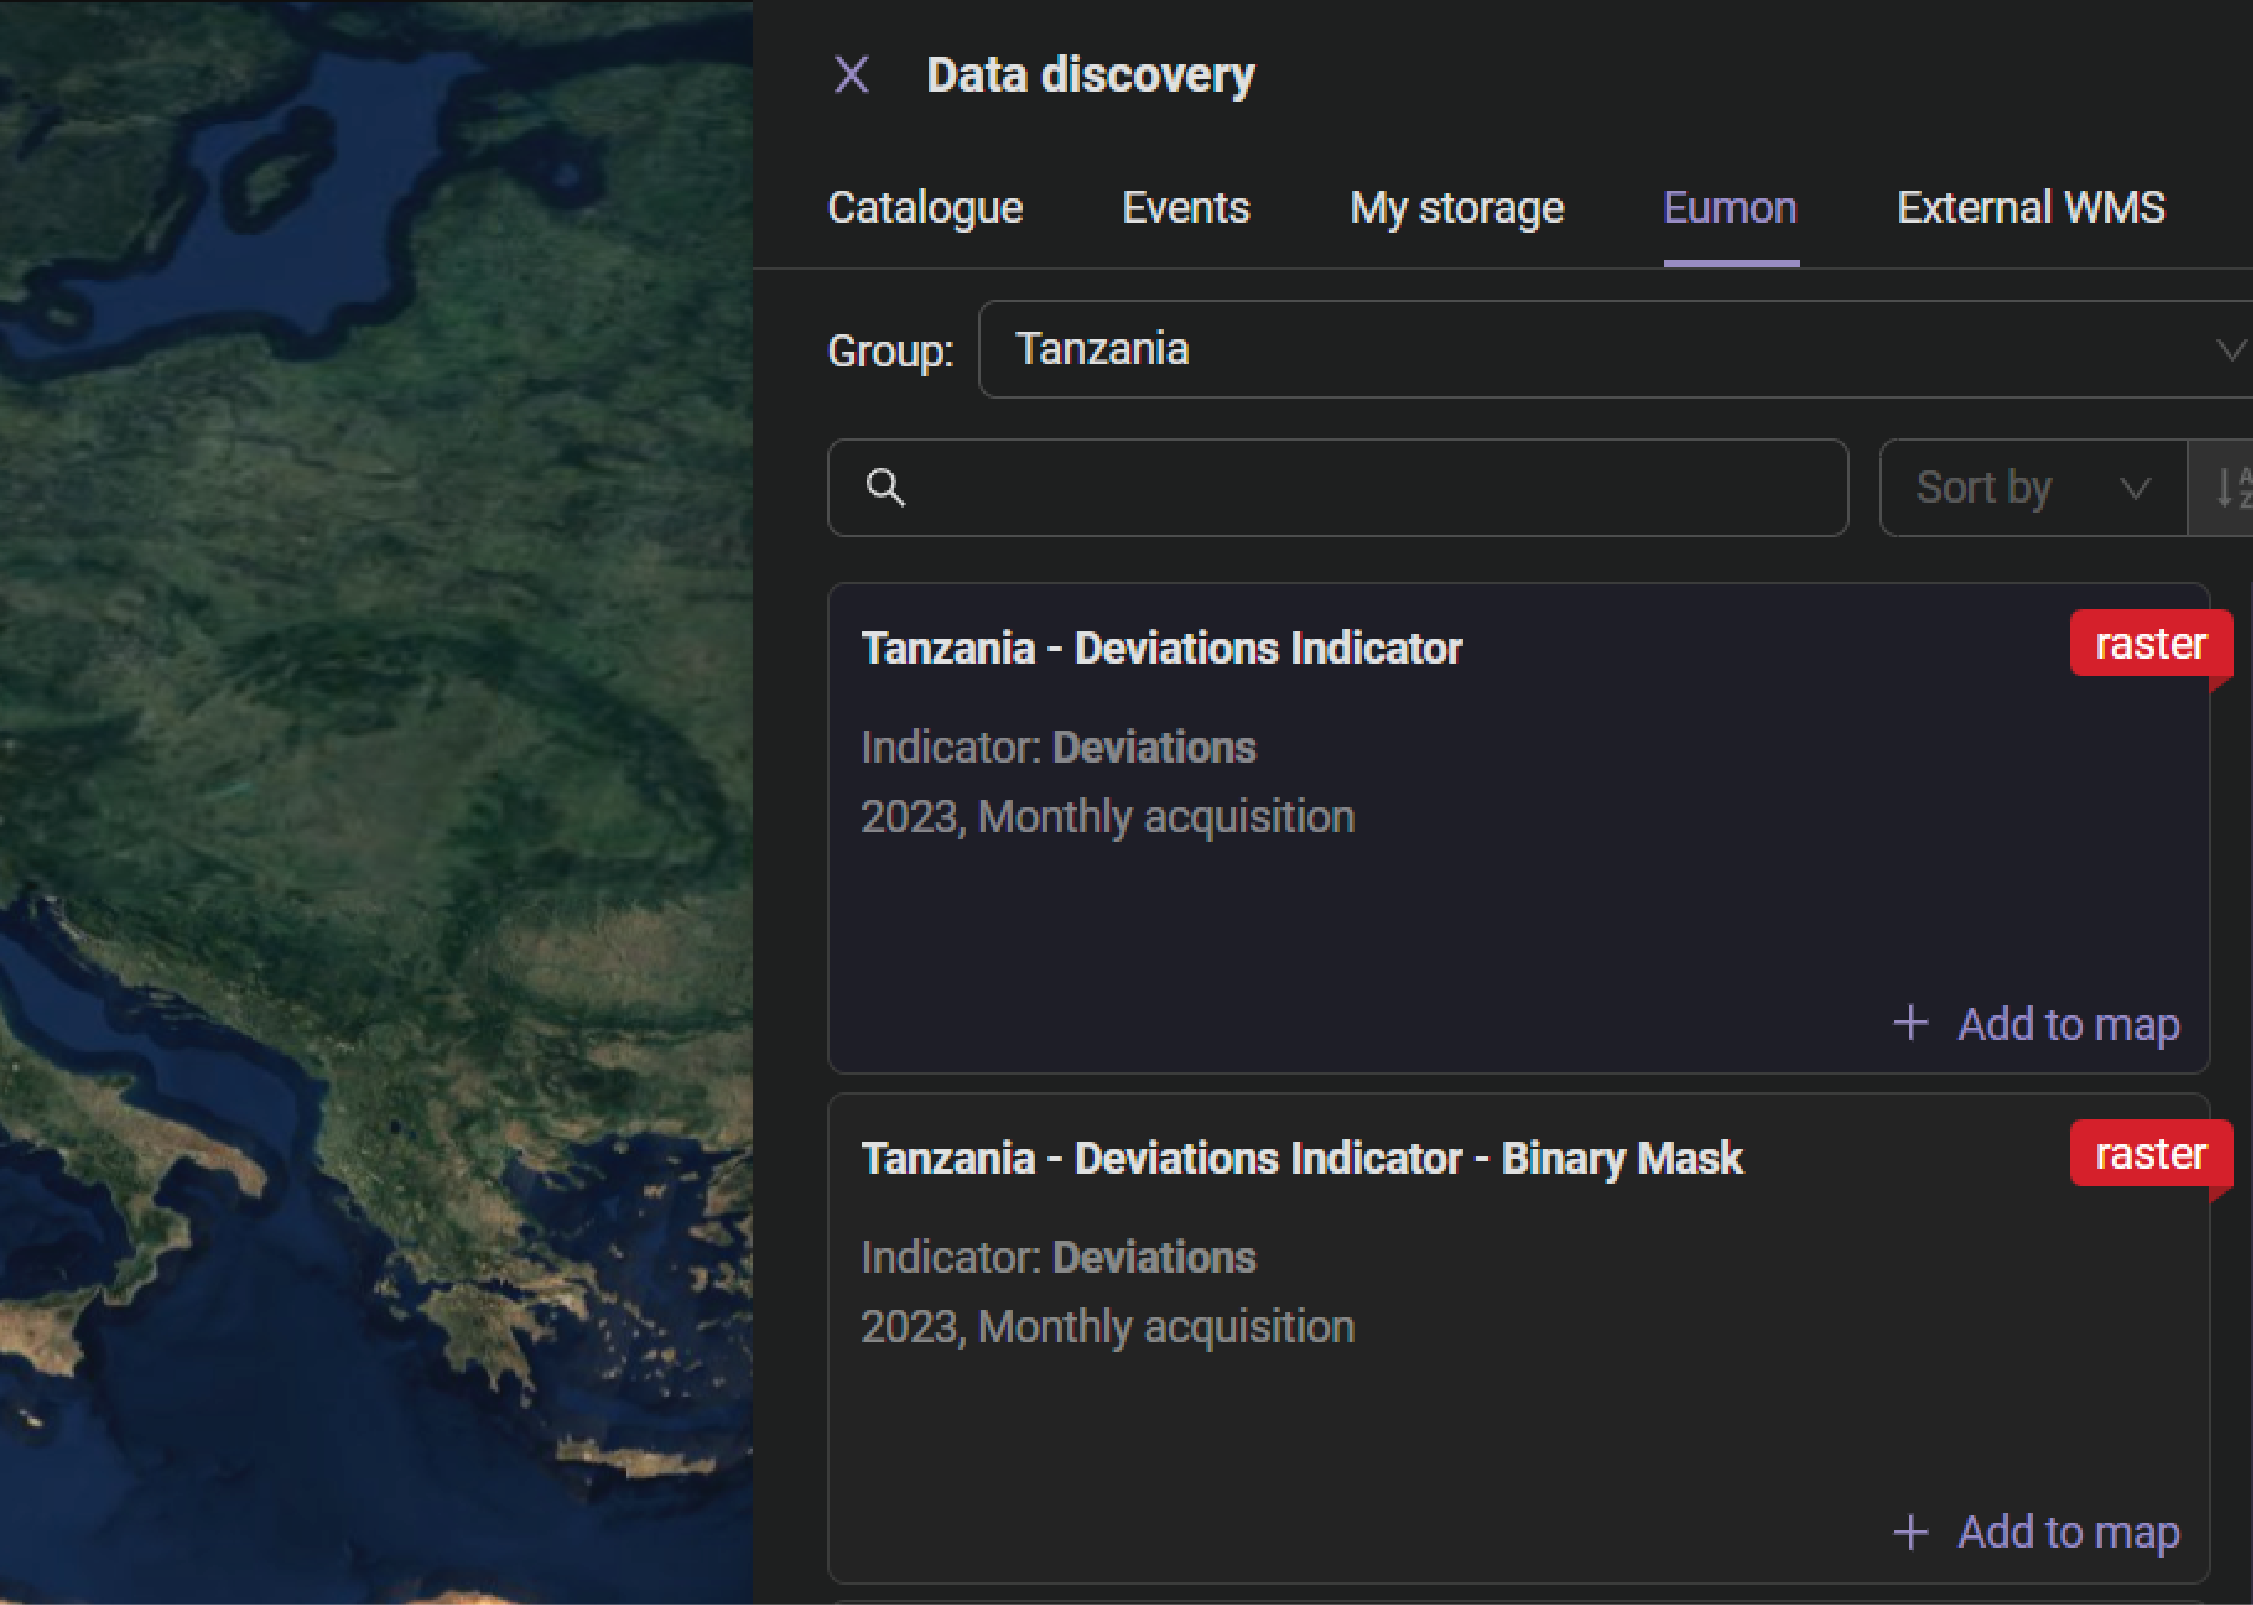 Data discovery
Catalogue Events My storage Eumon External WMS
Group: Tanzania
Sort by
Tanzania - Deviations Indicator
raster
Indicator: Deviations
2023, Monthly acquisition
Add to map
Tanzania - Deviations Indicator - Binary Mask
raster
Indicator: Deviations
2023, Monthly acquisition
Add to map